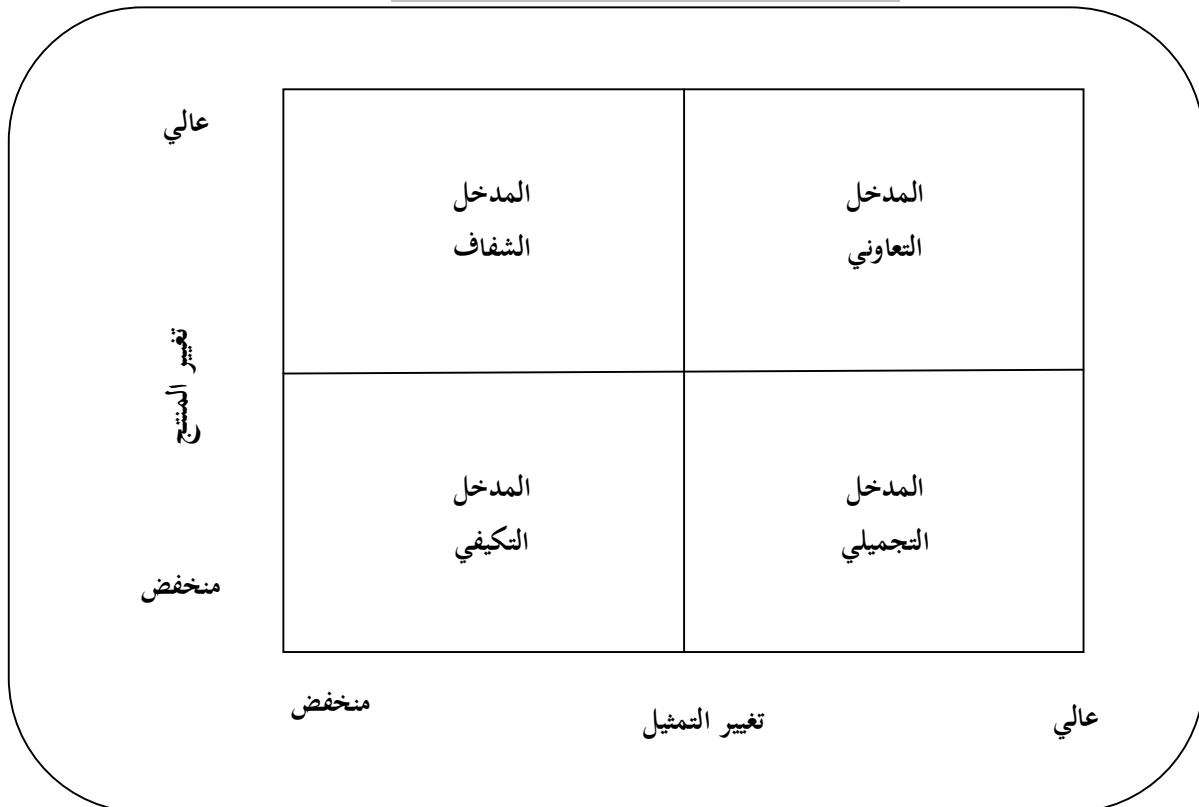 عالي
المدخل
التعاوني
المدخل
الشفاف
تغيير المنتج
المدخل
التجميلي
المدخل
التكيفي
منخفض
منخفض
تغيير التمثيل
عالي